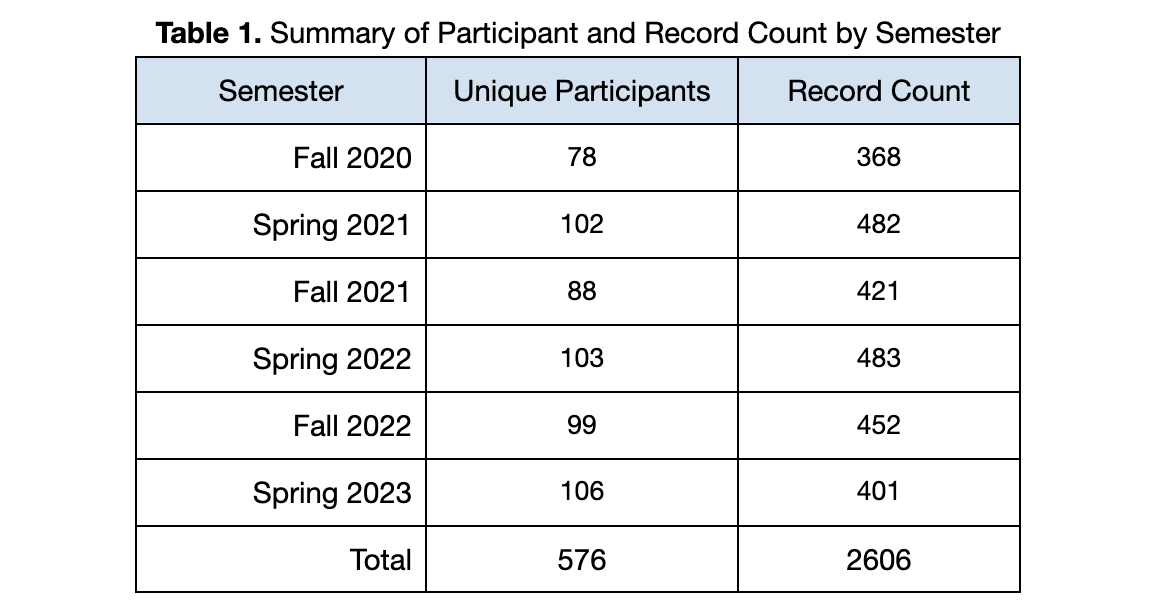 Table 1. Summary of Participant and Record Count by Semester
Semester Unique Participants Record Count
Fall 2020 78 368
Spring 2021 102 482
Fall 2021 88 421
Spring 2022 103 483
Fall 2022 99 452
Spring 2023 106 401
Total 576 2606